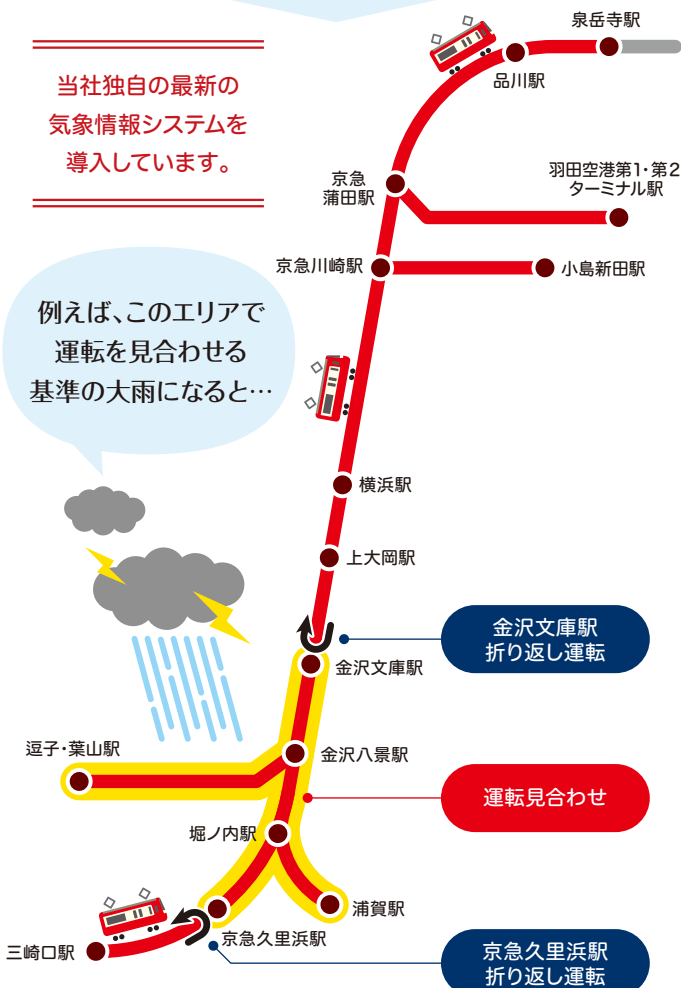 泉岳寺駅
品川駅
当社独自の最新の
気象情報システムを
導入しています。
羽田空港第1・第2
ターミナル駅
京急
蒲田駅
京急川崎駅
小島新田駅
例えば、このエリアで
運転を見合わせる
基準の大雨になると…
横浜駅
上大岡駅
金沢文庫駅
折り返し運転
金沢文庫駅
逗子・葉山駅
金沢八景駅
運転見合わせ
堀ノ内駅
浦賀駅
京急久里浜駅
三崎口駅
京急久里浜駅
折り返し運転